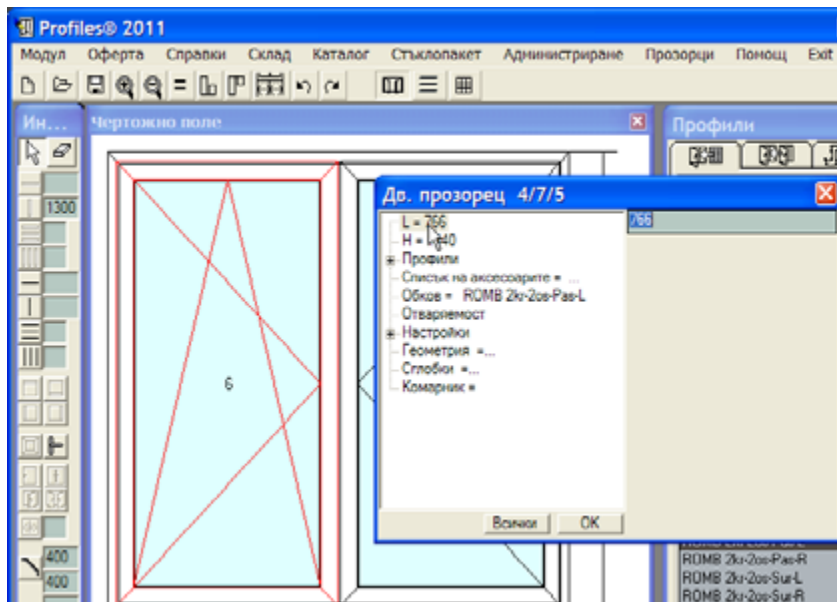 Profiles® 2011
Модул Оферта Справки Склад Каталог Стъклопакет Администриране Прозорци Помощ Exit
Ин... Чертожно поле Профили
1300
Дв. прозорец 4/7/5
L = 766 766
Профили
Списък на аксесоарите = ...
Обков = ROMB 2kr-2os-Pas-L
Отваряемост
Настройки
Геометрия =...
Сглобки =...
Комарник =
6
Всички OK
400
400
ROMB 2kr-2os-Pas-R
ROMB 2kr-2os-Sur-L
ROMB 2kr-2os-Sur-R